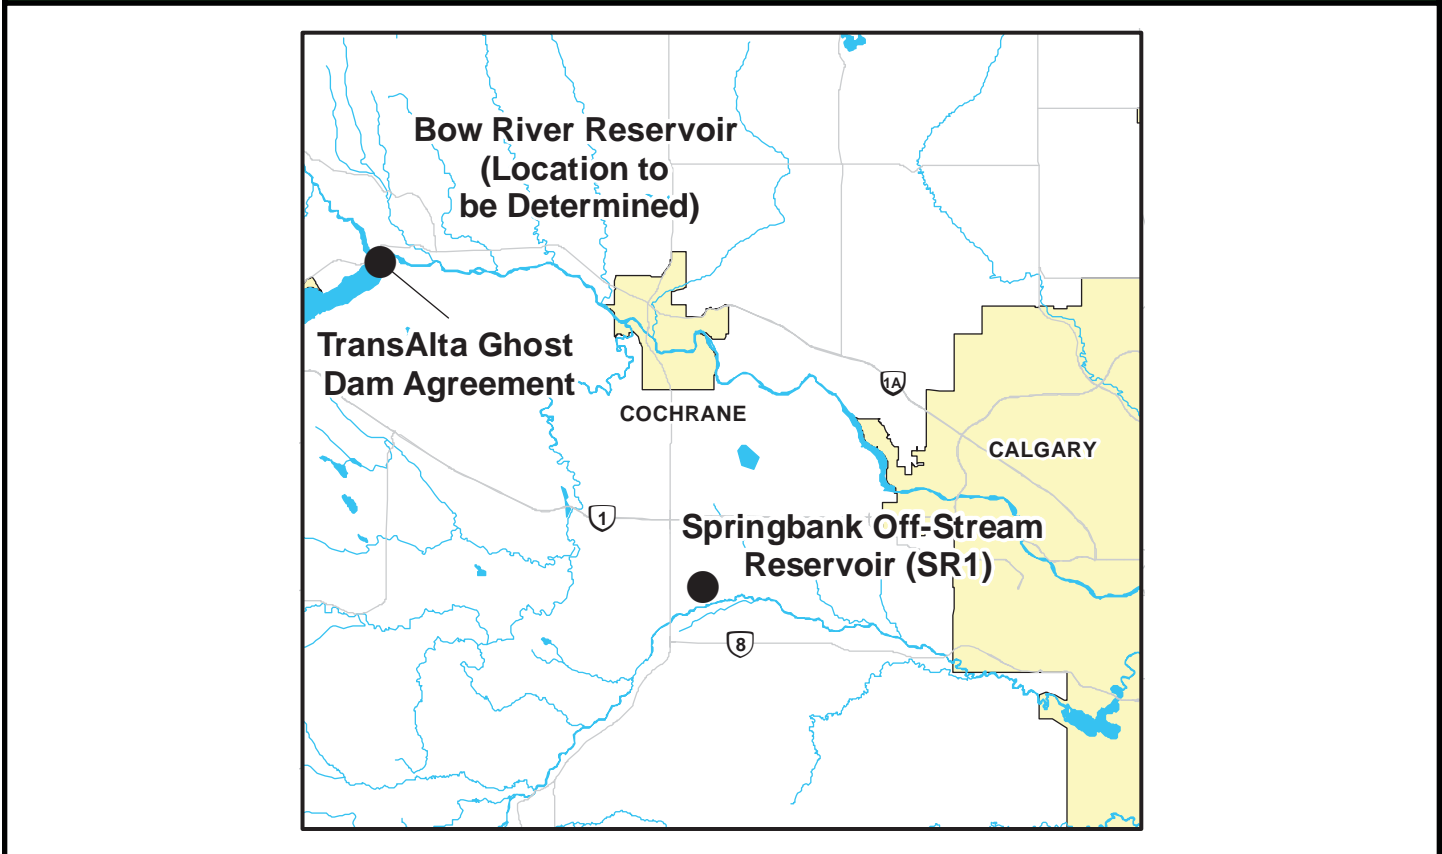 Bow River Reservoir
(Location to
be Determined)
TransAlta Ghost
Dam Agreement
1A
COCHRANE
CALGARY
1
Springbank Off-Stream
Reservoir (SR1)
8